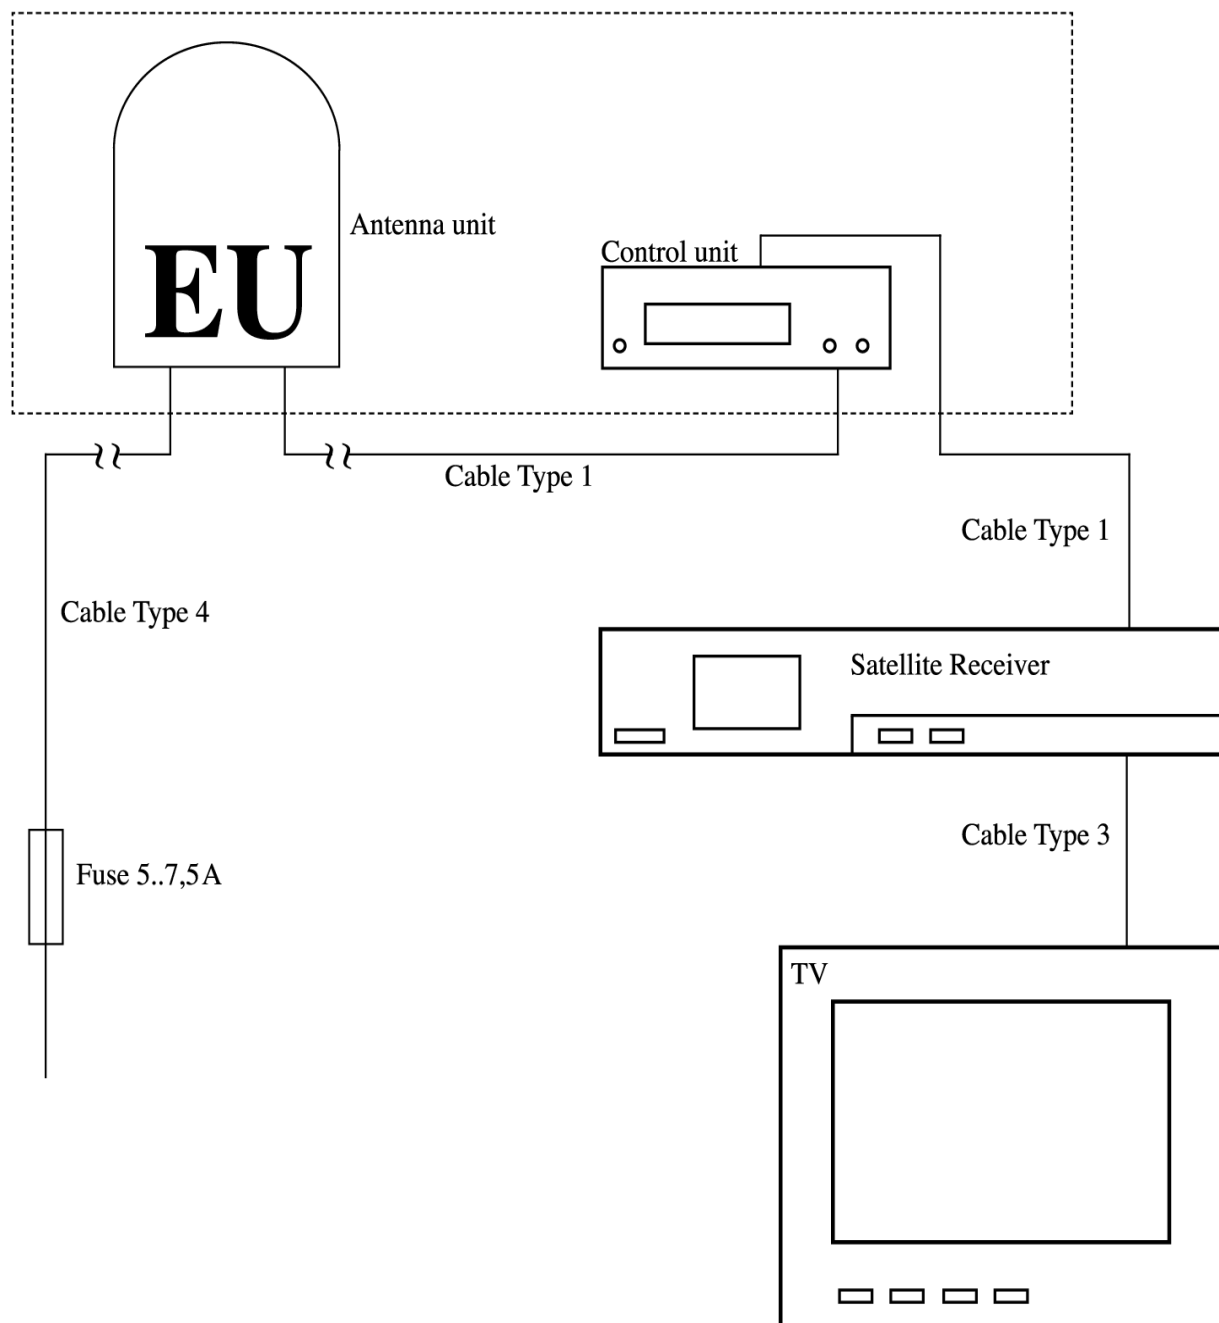 Antenna unit
EU
Control unit
Cable Type 1
Cable Type 1
Cable Type 4
Satellite Receiver
Cable Type 3
Fuse 5..7,5A
TV